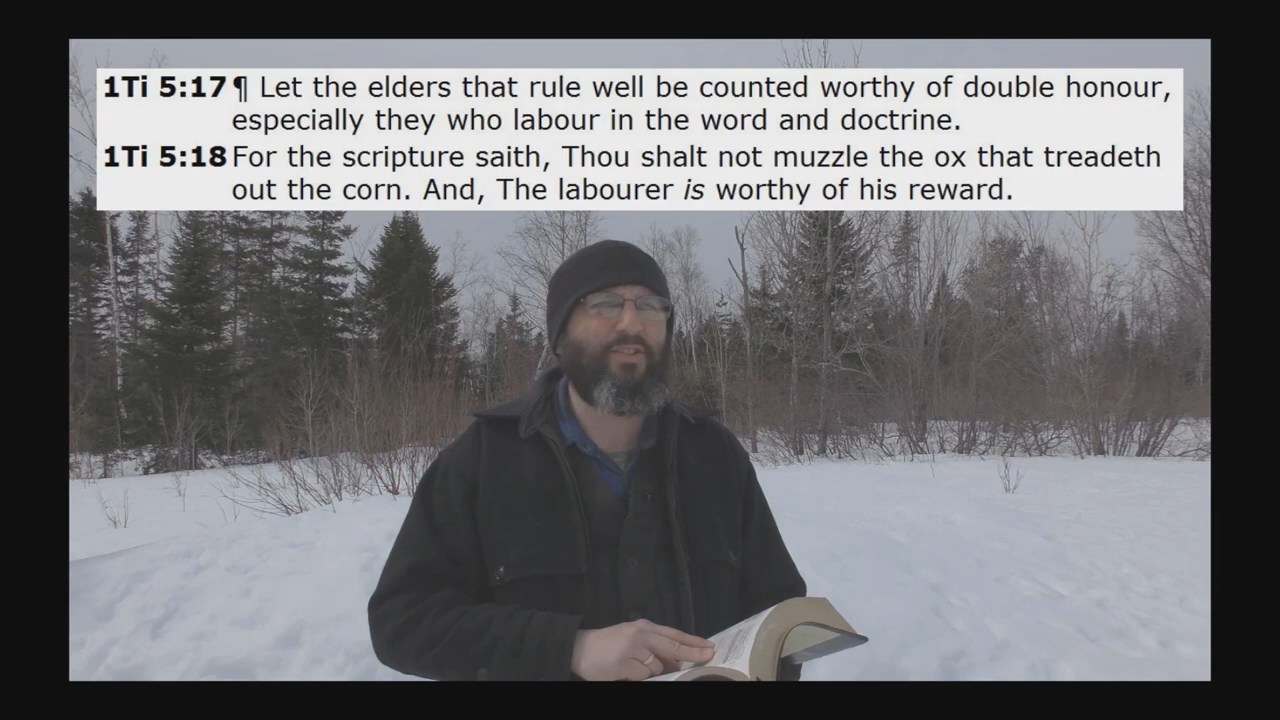 1Ti 5:17 ¶ Let the elders that rule well be counted worthy of double honour,
especially they who labour in the word and doctrine.
1Ti 5:18 For the scripture saith, Thou shalt not muzzle the ox that treadeth
out the corn. And, The labourer is worthy of his reward.